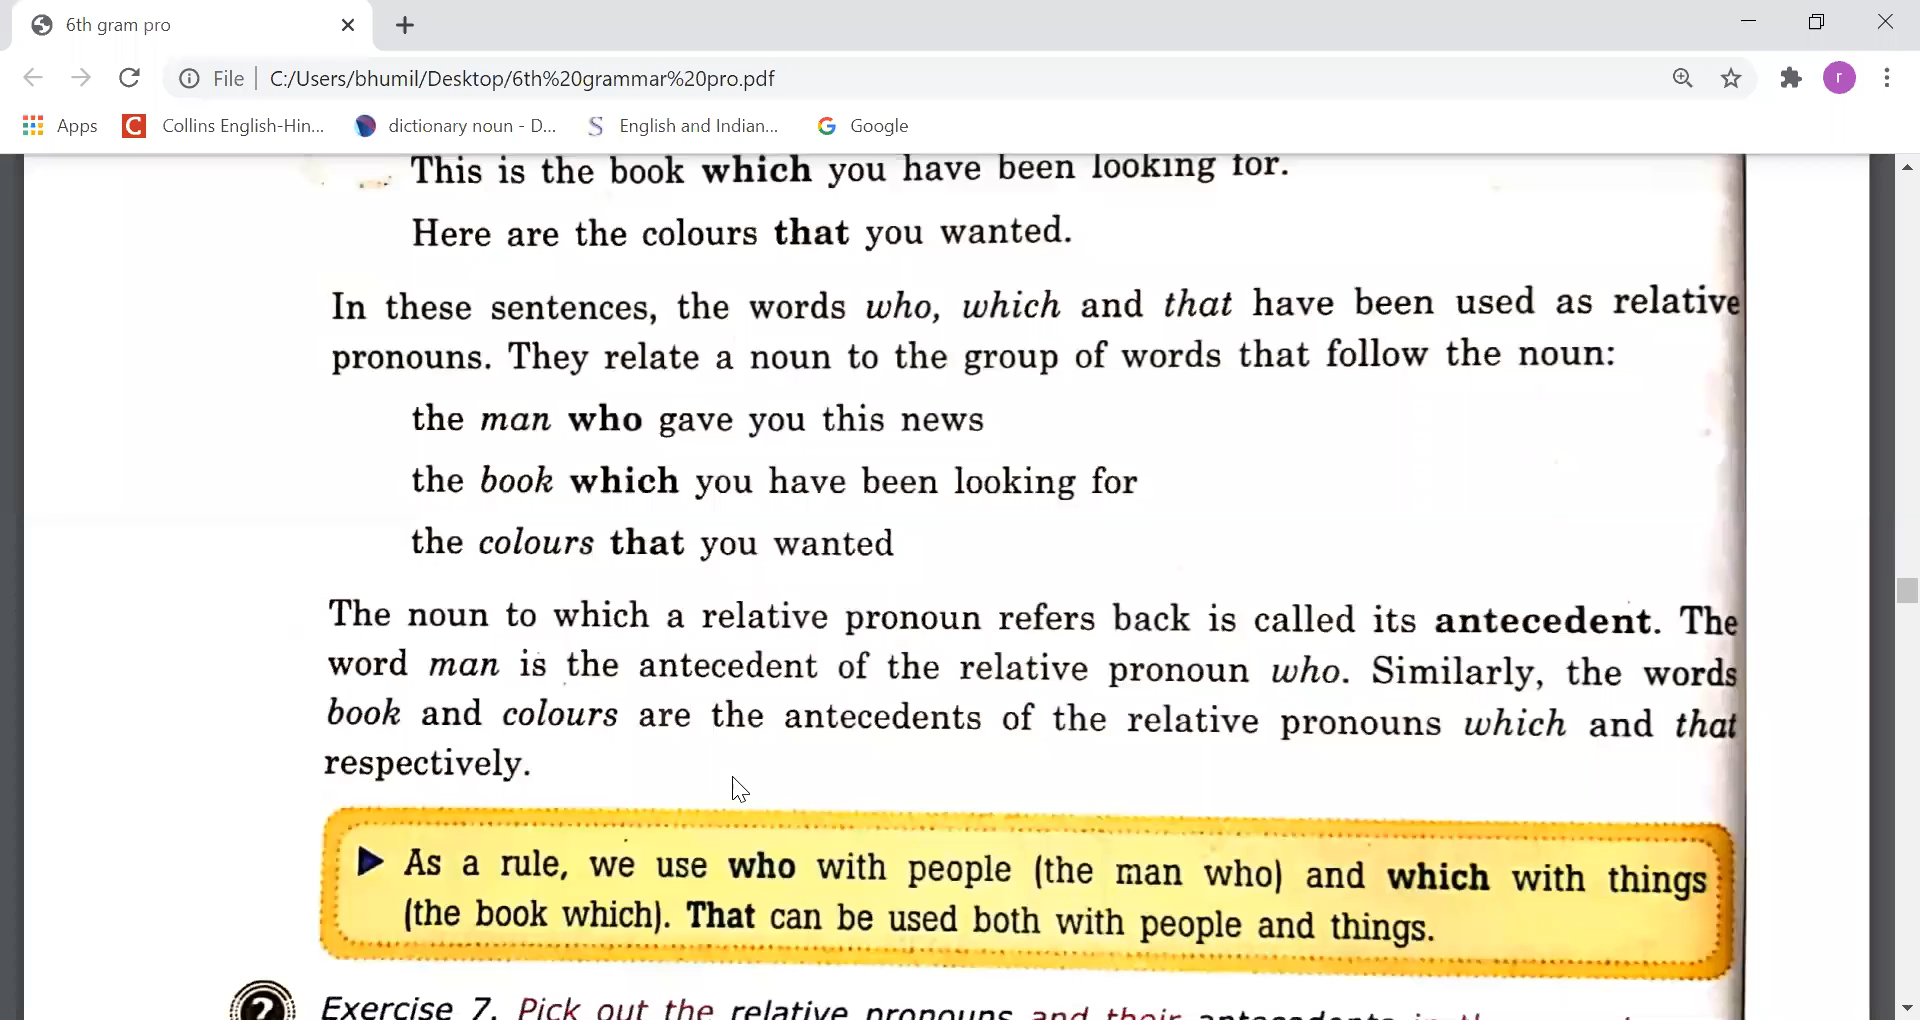 6th gram pro
File C:/Users/bhumil/Desktop/6th%20grammar%20pro.pdf
r
Apps Collins English-Hin... dictionary noun - D... English and Indian... Google
This is the book which you have been looking for.
Here are the colours that you wanted.
In these sentences, the words who, which and that have been used as relative
pronouns. They relate a noun to the group of words that follow the noun:
the man who gave you this news
the book which you have been looking for
the colours that you wanted
The noun to which a relative pronoun refers back is called its antecedent. The
word man is the antecedent of the relative pronoun who. Similarly, the words
book and colours are the antecedents of the relative pronouns which and that
respectively.
As a rule, we use who with people (the man who) and which with things
(the book which). That can be used both with people and things.
? Exercise 7. Pick out the relative pronouns and their antecedents in